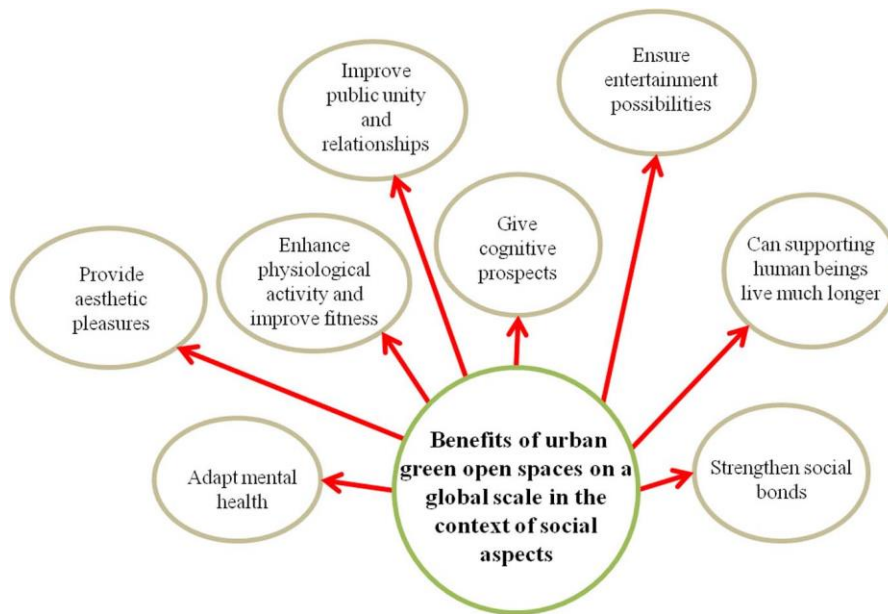 Improve
public unity
and
relationships
Ensure
entertainment
possibilities
Provide
aesthetic
pleasures
Enhance
physiological
activity and
improve fitness
Give
cognitive
prospects
Can supporting
human beings
live much longer
Adapt mental
health
Benefits of urban
green open spaces on a
global scale in the
context of social
aspects
Strengthen social
bonds